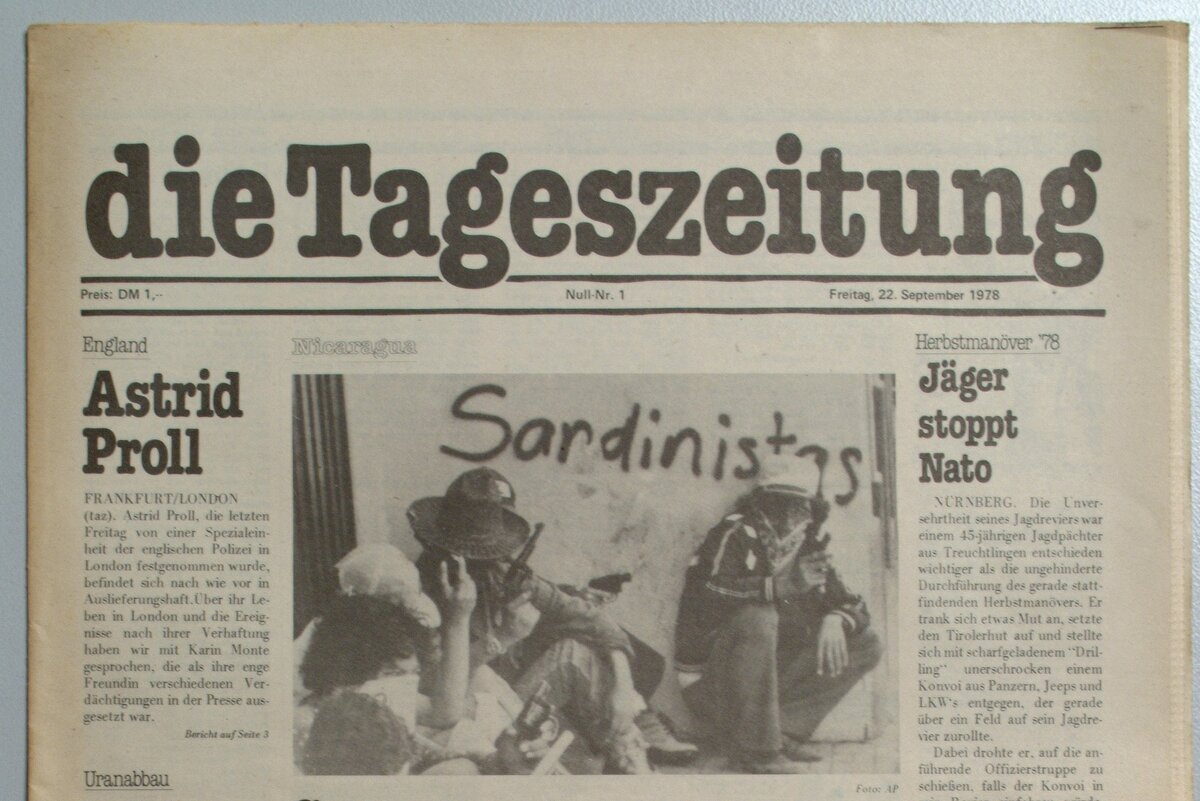 die Tageszeitung
Preis: DM 1,--
Null-Nr. 1
Freitag, 22. September 1978
England
Astrid
Proll
FRANKFURT/LONDON
(taz). Astrid Proll, die letzten
Freitag von einer Spezialein-
heit der englischen Polizei in
London festgenommen wurde,
befindet sich nach wie vor in
Auslieferungshaft.Über ihr Le-
ben in London und die Ereig-
nisse nach ihrer Verhaftung
haben wir mit Karin Monte
gesprochen, die als ihre enge
Freundin verschiedenen Ver-
dächtigungen in der Presse aus-
gesetzt war.
Bericht auf Seite 3
Uranabbau
Nicaragua
Sardinistas
Foto: AP
Herbstmanöver '78
Jäger
stoppt
Nato
NÜRNBERG. Die Unver-
sehrtheit seines Jagdreviers war
einem 45-jährigen Jagdpächter
aus Treuchtlingen entschieden
wichtiger als die ungehinderte
Durchführung des gerade statt-
findenden Herbstmanövers. Er
trank sich etwas Mut an, setzte
den Tirolerhut auf und stellte
sich mit scharfgeladenem “Dril-
ling” unerschrocken einem
Konvoi aus Panzern, Jeeps und
LKW's entgegen, der gerade
über ein Feld auf sein Jagdre-
vier zurollte.
Dabei drohte er, auf die an-
führende Offizierstruppe zu
schießen, falls der Konvoi in